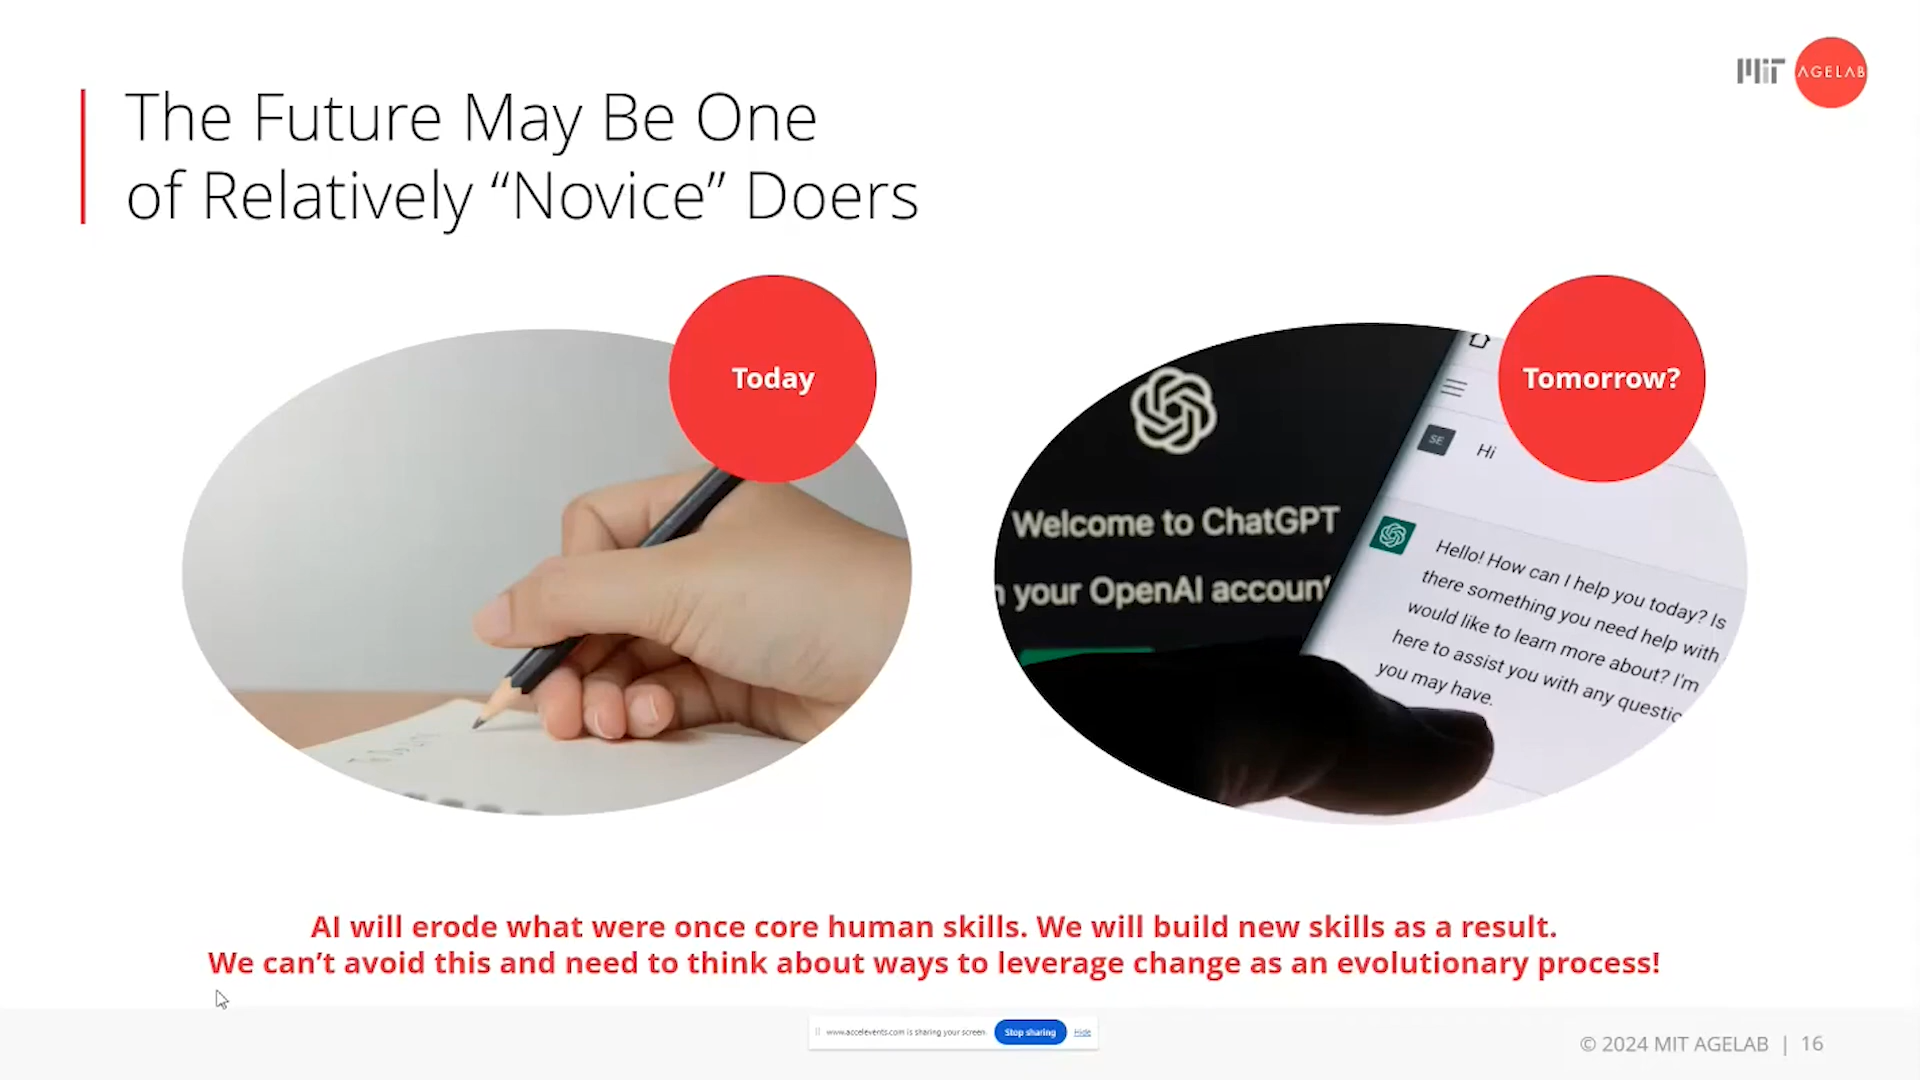 MIT AGELAB
The Future May Be One
of Relatively “Novice” Doers
Today
Tomorrow?
Welcome to ChatGPT
your OpenAI account
SE
Hi
Hello! How can I help you today? Is
there something you need help with
would like to learn more about? I'm
here to assist you with any questio
you may have.
AI will erode what were once core human skills. We will build new skills as a result.
We can’t avoid this and need to think about ways to leverage change as an evolutionary process!
www.accelevents.com is sharing your screen.
Stop sharing
Hide
© 2024 MIT AGELAB | 16